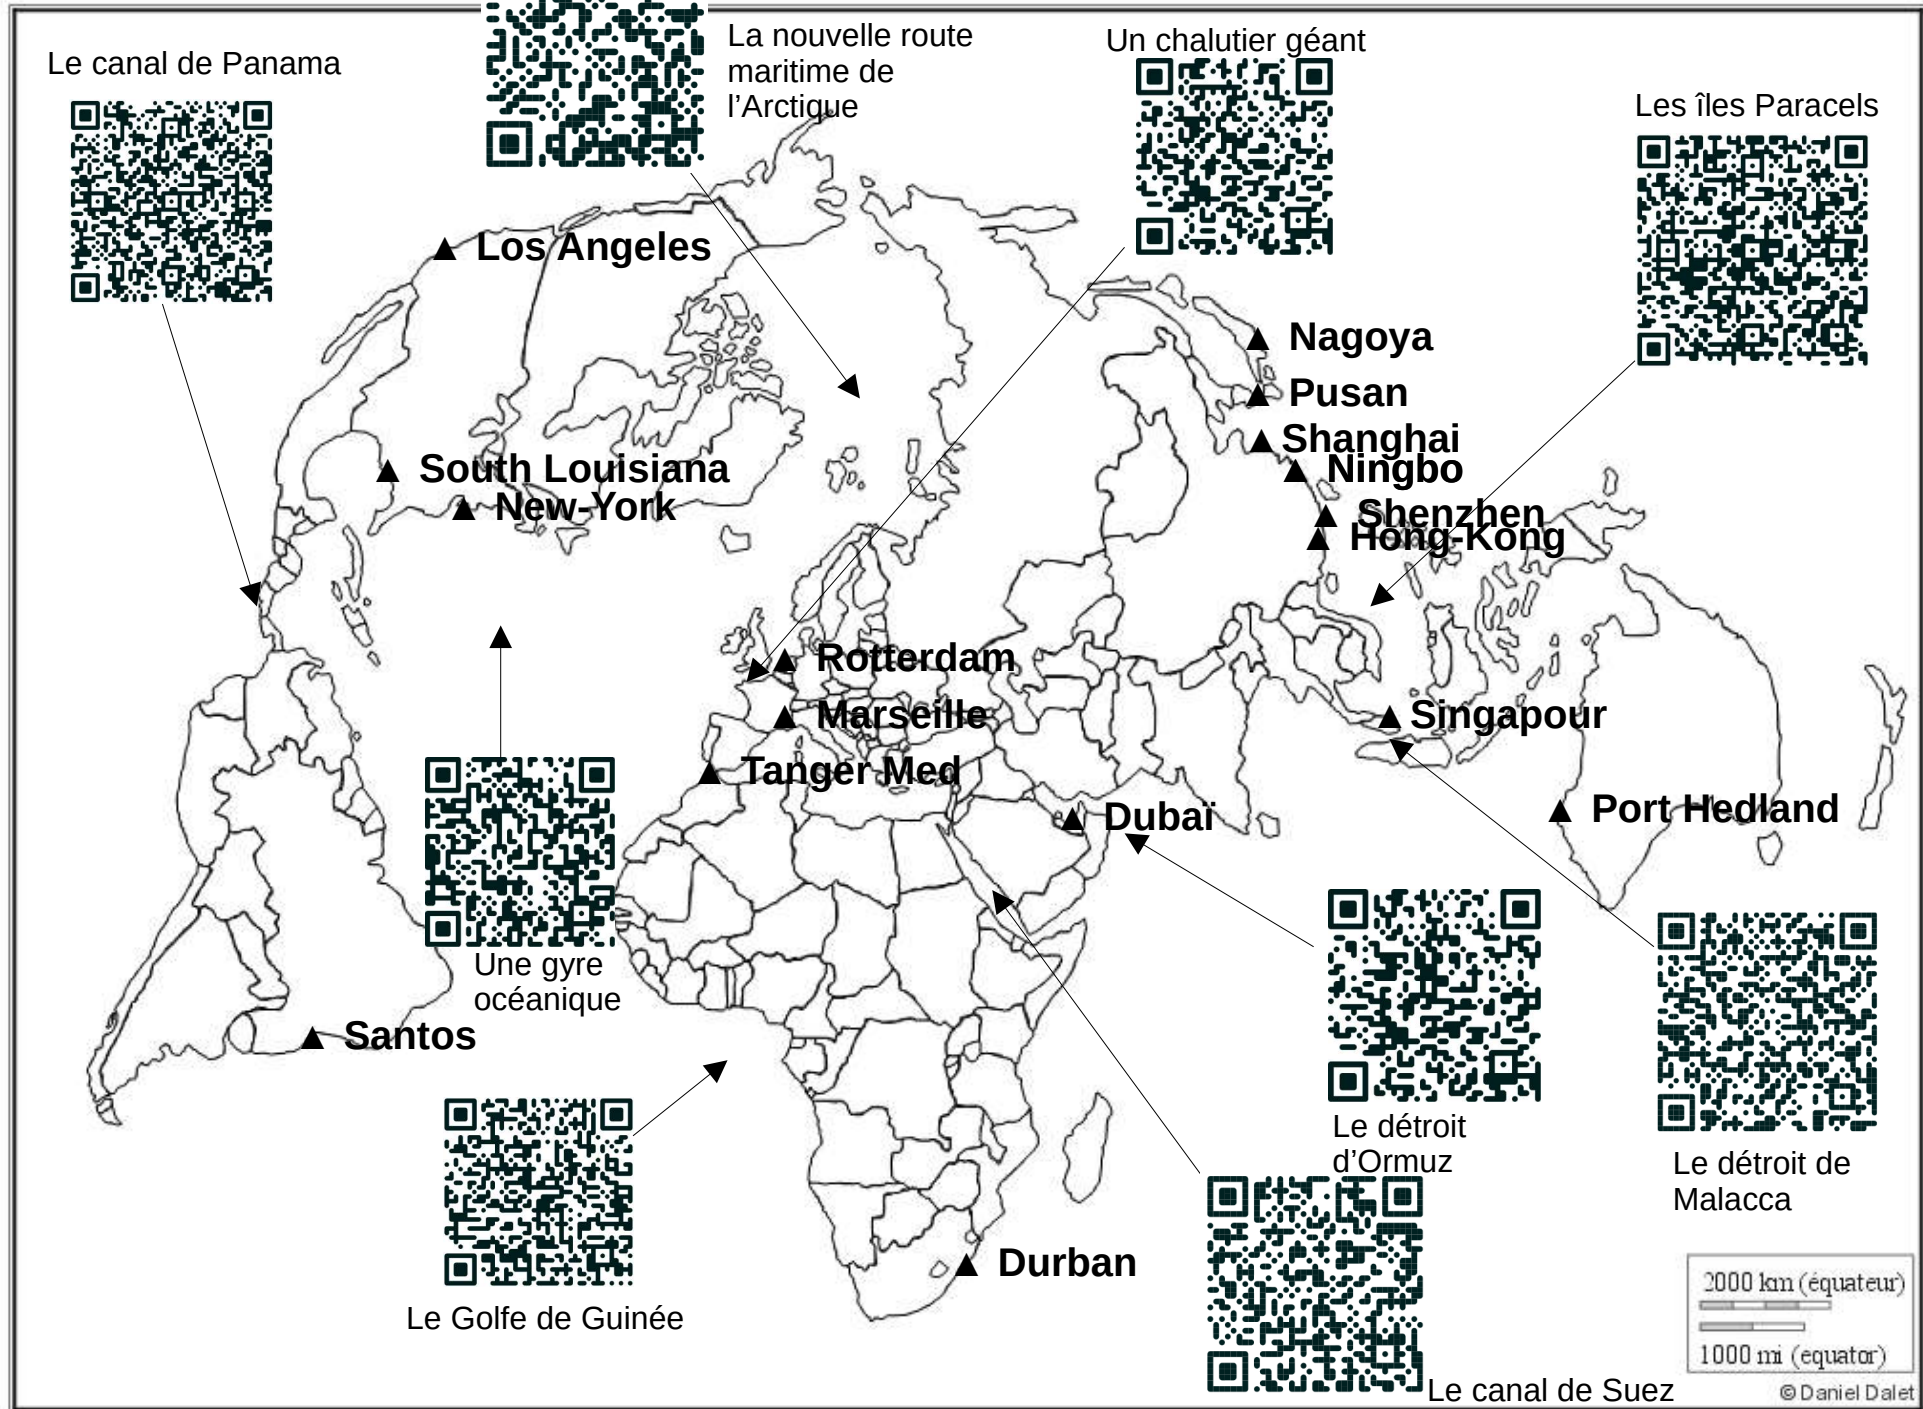 La nouvelle route
maritime de
l'Arctique
Un chalutier géant
Le canal de Panama
Les îles Paracels
Los Angeles
Nagoya
Pusan
Shanghai
South Louisiana
Ningbo
New-York
Shenzhen
Hong-Kong
Rotterdam
Marseille
Singapour
Tanger Med
Dubaï
Port Hedland
Une gyre
océanique
Santos
Le détroit
d'Ormuz
Le détroit de
Malacca
Durban
Le Golfe de Guinée
2000 km (équateur)
1000 mi (equator)
Le canal de Suez
© Daniel Dalet